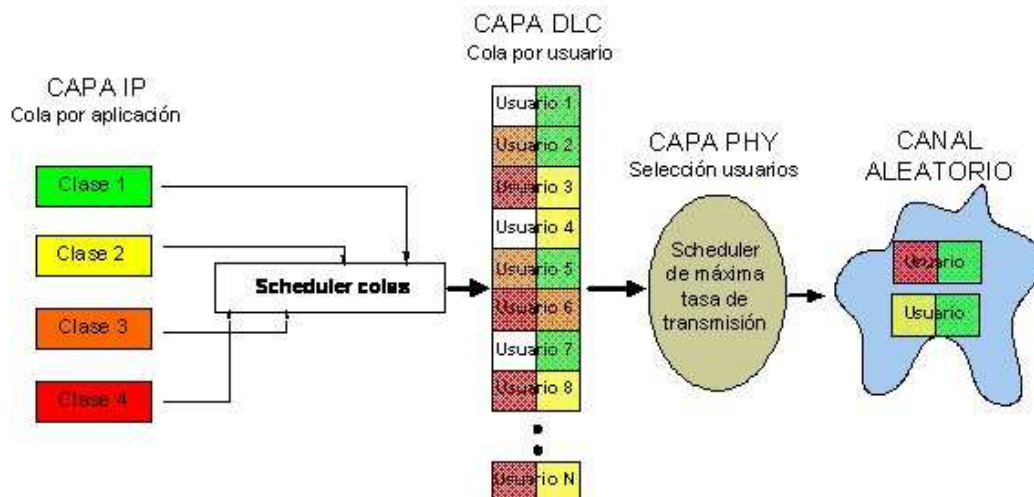 CAPA IP
Cola por aplicación
Clase 1
Clase 2
Clase 3
Clase 4
Scheduler colas
CAPA DLC
Cola por usuario
Usuario 1
Usuario 2
Usuario 3
Usuario 4
Usuario 5
Usuario 6
Usuario 7
Usuario 8
Usuario N
CAPA PHY
Selección usuarios
Scheduler
de máxima
tasa de
transmisión
CANAL
ALEATORIO
Usuario
Usuario